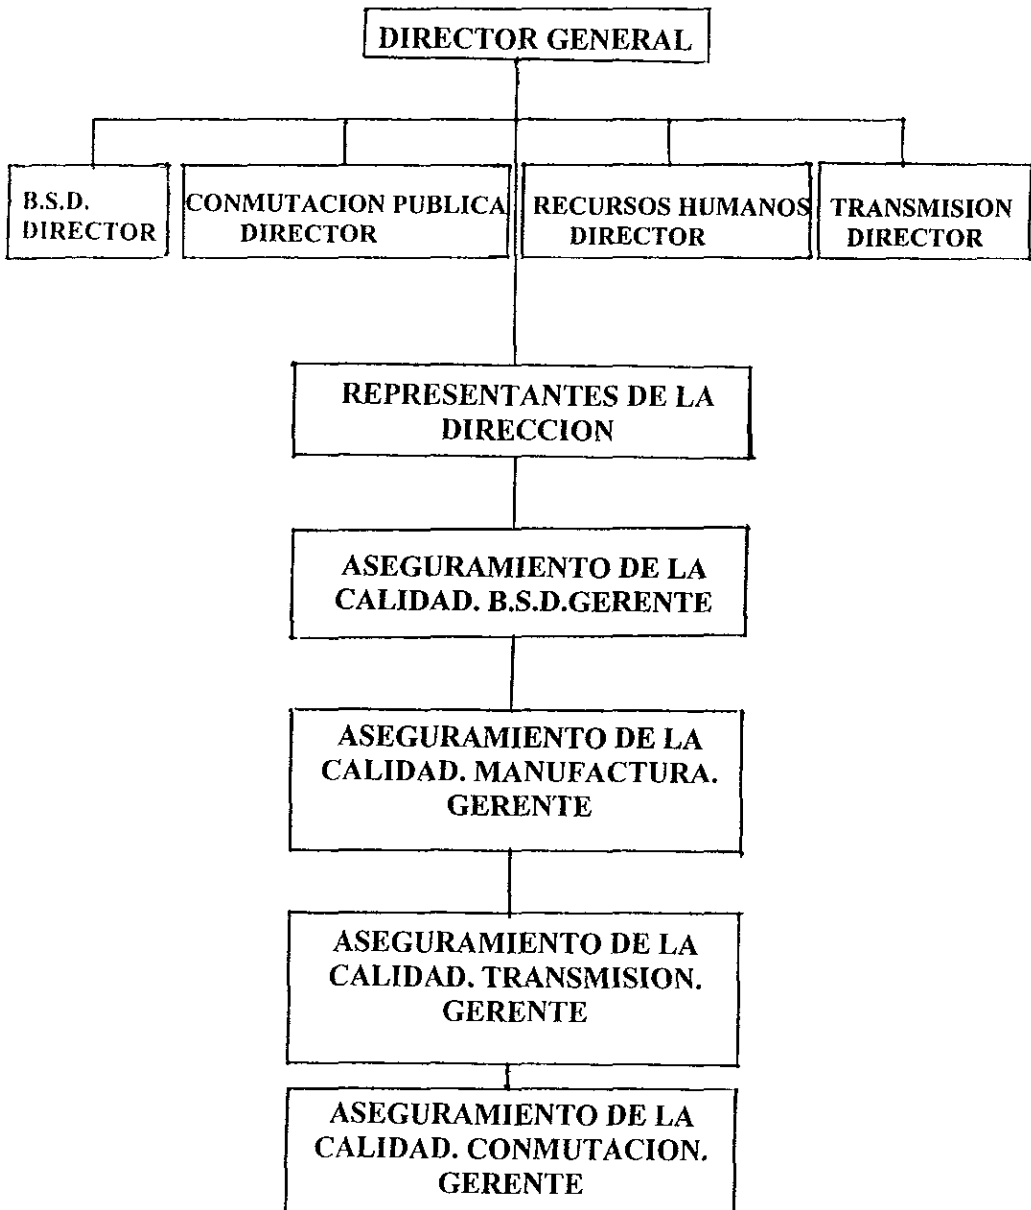 DIRECTOR GENERAL
B.S.D.
DIRECTOR
CONMUTACION PUBLICA
DIRECTOR
RECURSOS HUMANOS
DIRECTOR
TRANSMISION
DIRECTOR
REPRESENTANTES DE LA
DIRECCION
ASEGURAMIENTO DE LA
CALIDAD. B.S.D.GERENTE
ASEGURAMIENTO DE LA
CALIDAD. MANUFACTURA.
GERENTE
ASEGURAMIENTO DE LA
CALIDAD. TRANSMISION.
GERENTE
ASEGURAMIENTO DE LA
CALIDAD. CONMUTACION.
GERENTE